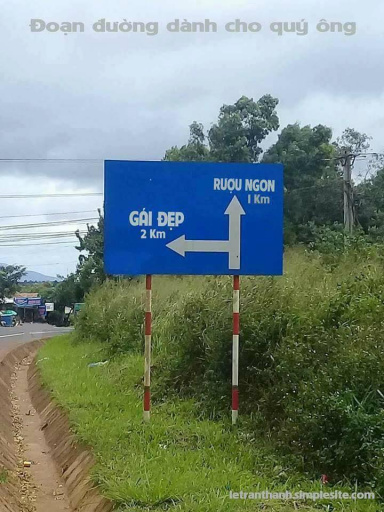 Đoạn đường dành cho quý ông
RƯỢU NGON
1 Km
GÁI ĐẸP
2 Km
letranthanh.simplesite.com